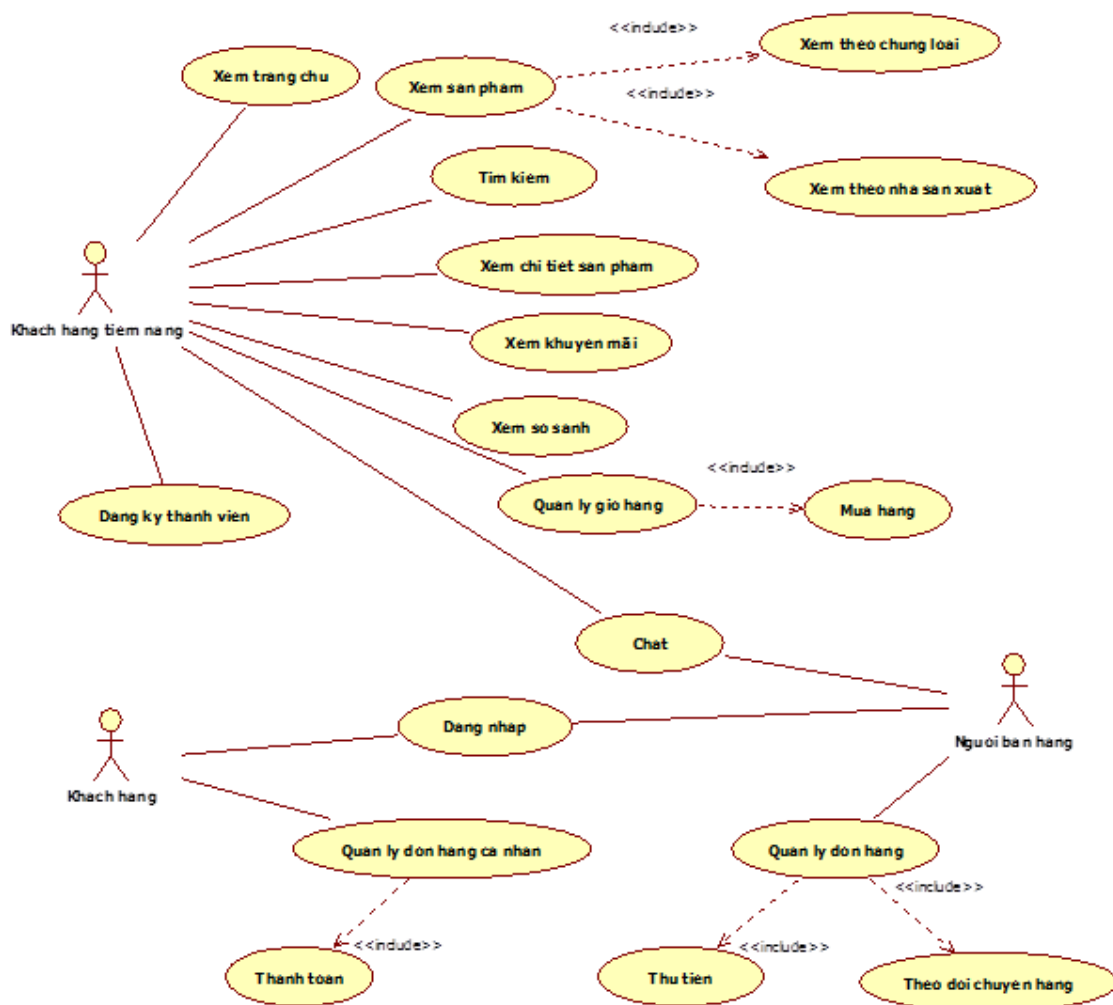 <<include>>
Xem theo chung loai
Xem trang chu
Xem san pham
<<include>>
Tim kiem
Xem theo nha san xuat
Xem chi tiet san pham
Khach hang tiem nang
Xem khuyen mãi
Xem so sanh
<<include>>
Dang ky thanh vien
Quan ly gio hang
Mua hang
Chat
Dang nhap
Nguoi ban hang
Khach hang
Quan ly don hang ca nhan
Quan ly don hang
<<include>>
<<include>>
<<include>>
Thanh toan
Thu tien
Theo doi chuyen hang